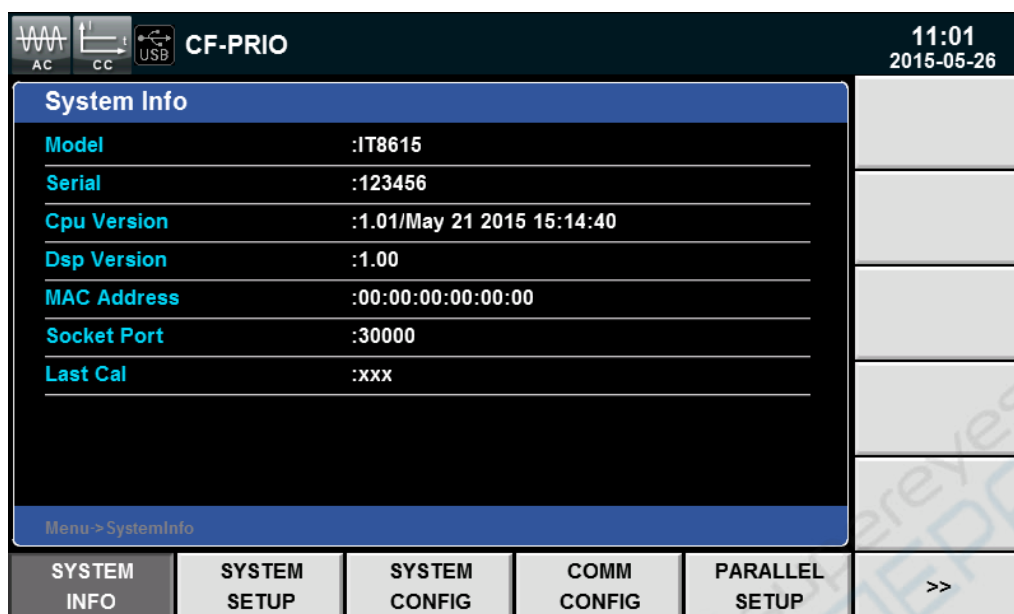 AC CC USB CF-PRIO 11:01
2015-05-26
System Info
Model :IT8615
Serial :123456
Cpu Version :1.01/May 21 2015 15:14:40
Dsp Version :1.00
MAC Address :00:00:00:00:00:00
Socket Port :30000
Last Cal :xxx
Menu->SystemInfo
SYSTEM INFO
SYSTEM SETUP
SYSTEM CONFIG
COMM CONFIG
PARALLEL SETUP
>>